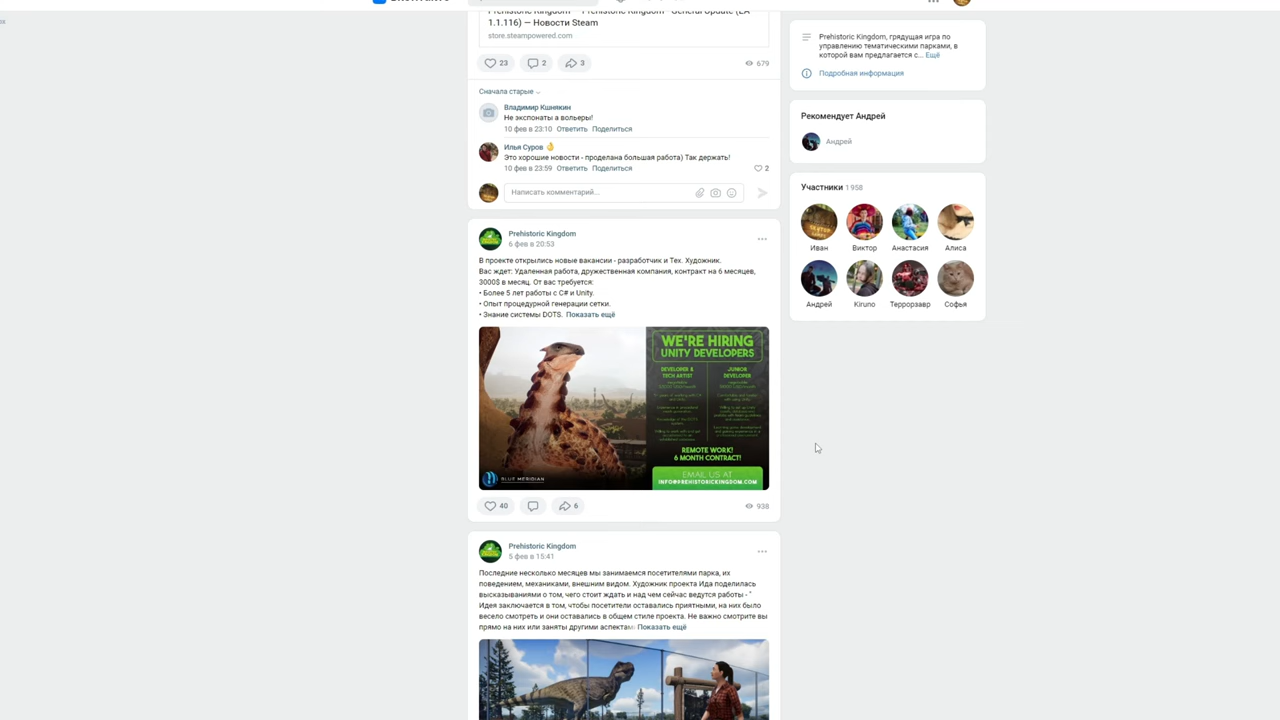 1.1.116) — Новости Steam
store.steampowered.com
23
2
3
679
Сначала старые
Владимир Кшнякин
Не экспонаты а вольеры!
10 фев в 23:10 Ответить Поделиться
Илья Суров
Это хорошие новости - проделана большая работа) Так держать!
10 фев в 23:59 Ответить Поделиться
2
Написать комментарий...
Prehistoric Kingdom
6 фев в 20:53
В проекте открылись новые вакансии - разработчик и Тех. Художник.
Вас ждет: Удаленная работа, дружественная компания, контракт на 6 месяцев,
3000$ в месяц. От вас требуется:
• Более 5 лет работы с C# и Unity.
• Опыт процедурной генерации сетки.
• Знание системы DOTS. Показать ещё
WE'RE HIRING
UNITY DEVELOPERS
DEVELOPER &
TECH ARTIST
JUNIOR
DEVELOPER
REMOTE WORK!
6 MONTH CONTRACT!
EMAIL US AT
INFO@PREHISTORICKINGDOM.COM
BLUE MERIDIAN
40
6
938
Prehistoric Kingdom
5 фев в 15:41
Последние несколько месяцев мы занимаемся посетителями парка, их
поведением, механиками, внешним видом. Художник проекта Ида поделилась
высказываниями о том, чего стоит ждать и над чем сейчас ведутся работы - "
Идея заключается в том, чтобы посетители оставались приятными, на них было
весело смотреть и они оставались в общем стиле проекта. Не важно смотрите вы
прямо на них или заняты другими аспектами Показать ещё
Prehistoric Kingdom, грядущая игра по
управлению тематическими парками, в
которой вам предлагается с... Ещё
Подробная информация
Рекомендует Андрей
Андрей
Участники 1 958
Иван Виктор Анастасия Алиса
Андрей Kiruno Террорзавр Софья